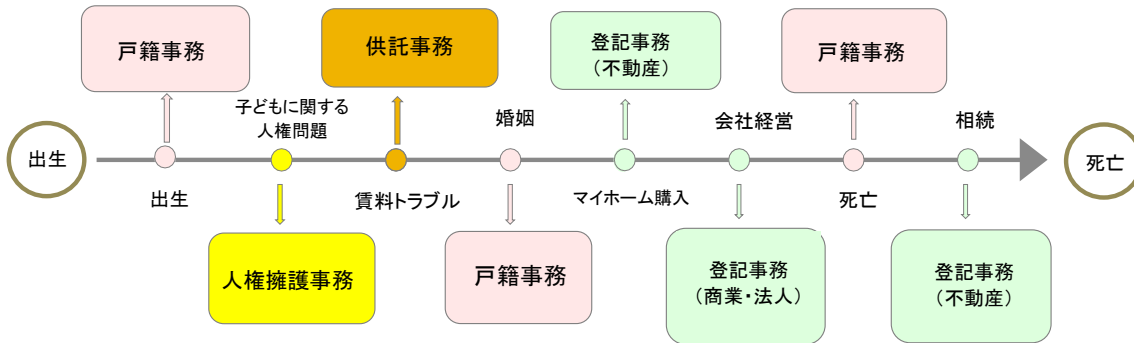 戸籍事務
供託事務
登記事務
（不動産）
戸籍事務
子どもに関する
人権問題
婚姻
会社経営
相続
出生
死亡
出生
賃料トラブル
マイホーム購入
死亡
人権擁護事務
戸籍事務
登記事務
（商業・法人）
登記事務
（不動産）